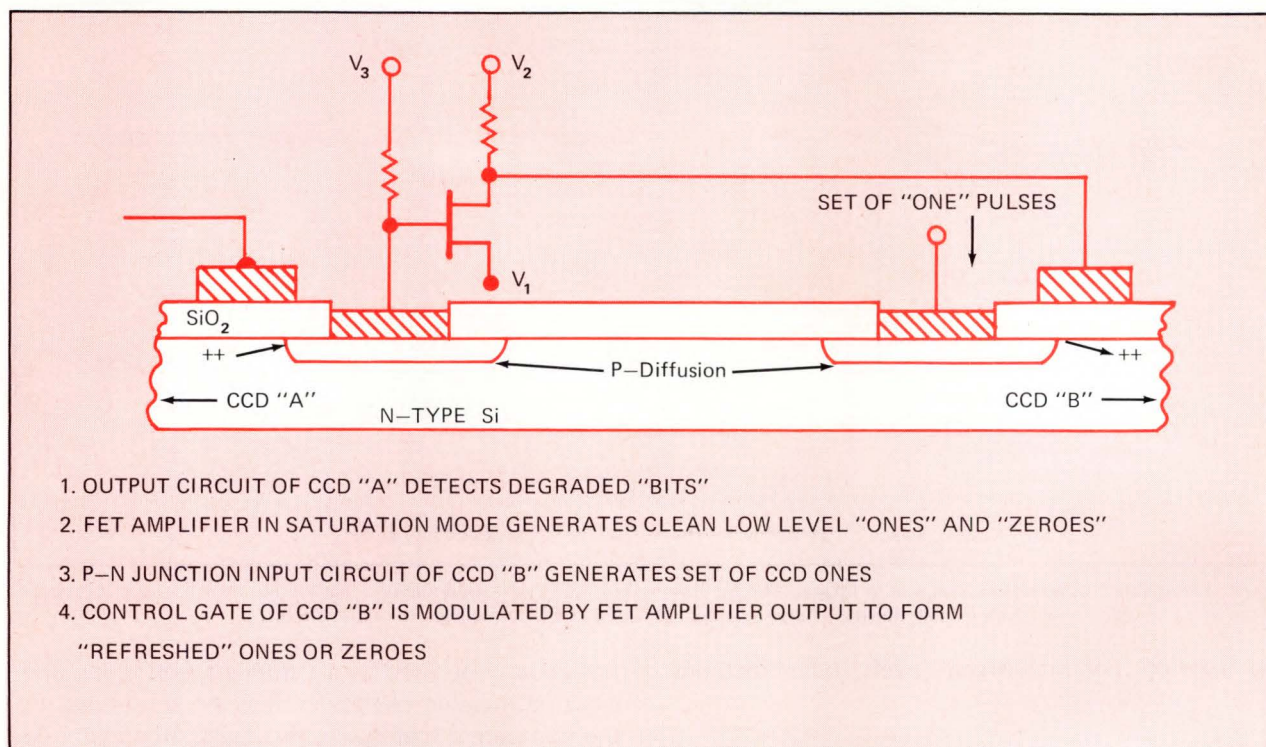 V3
V2
SET OF "ONE" PULSES
V1
SiO2
++
P–Diffusion
++
CCD "A"
CCD "B"
N–TYPE Si
1. OUTPUT CIRCUIT OF CCD "A" DETECTS DEGRADED "BITS"
2. FET AMPLIFIER IN SATURATION MODE GENERATES CLEAN LOW LEVEL "ONES" AND "ZEROES"
3. P–N JUNCTION INPUT CIRCUIT OF CCD "B" GENERATES SET OF CCD ONES
4. CONTROL GATE OF CCD "B" IS MODULATED BY FET AMPLIFIER OUTPUT TO FORM
"REFRESHED" ONES OR ZEROES